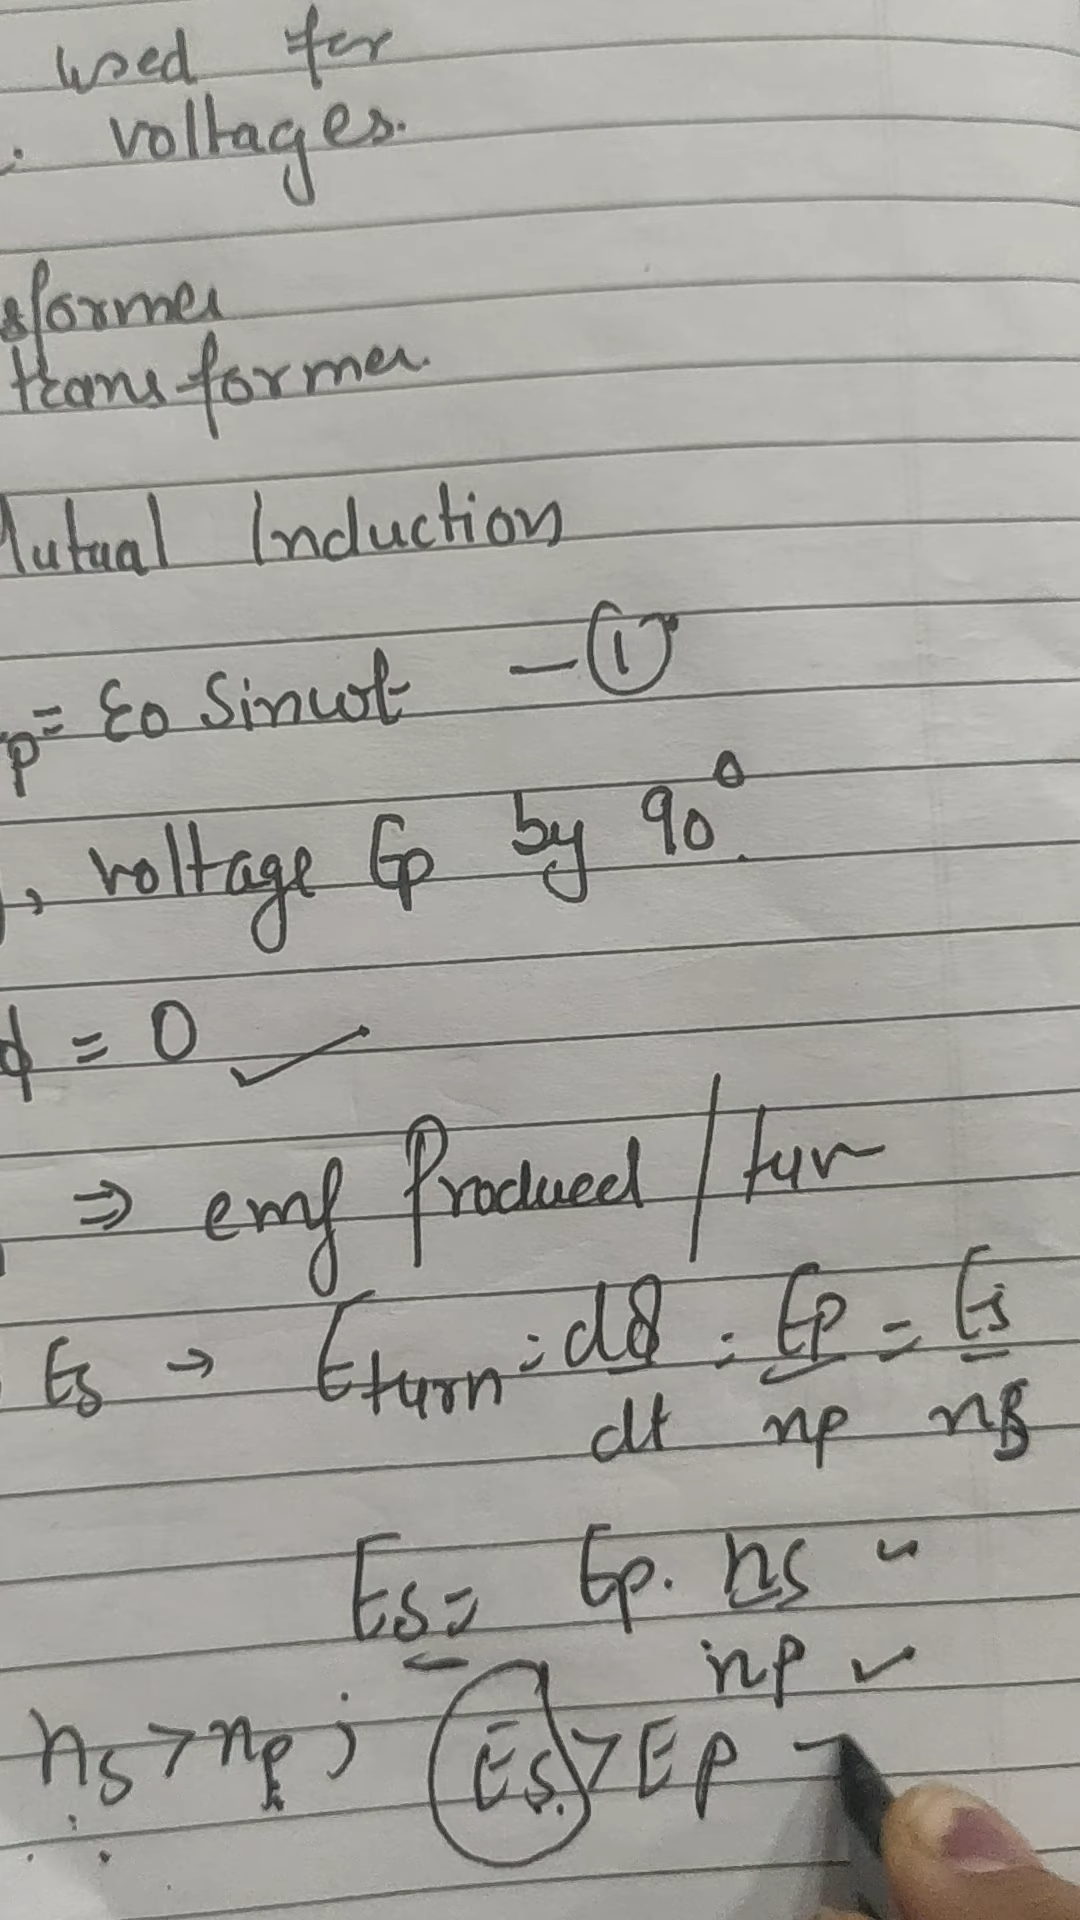 used for
voltages.
sformer
transformer.
Mutual Induction
p = Eo Sinwt - ①
, voltage Ep by 90°.
ϕ = 0 ✓
⇒ emf Produced / turn
Es → Eturn = dϕ/dt = Ep/np = Es/ns
Es = Ep. ns/np ✓
ns > np ; Es. > Ep →